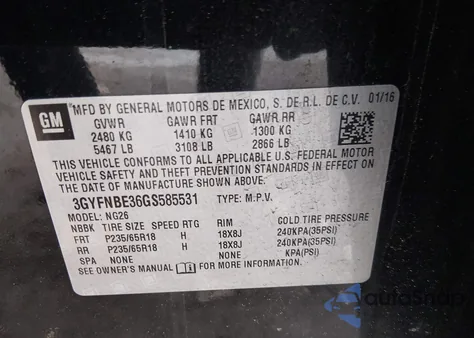 GM
MFD BY GENERAL MOTORS DE MEXICO, S. DE R.L. DE C.V. 01/16
GVWR GAWR FRT GAWR RR
2480 KG 1410 KG 1300 KG
5467 LB 3108 LB 2866 LB
THIS VEHICLE CONFORMS TO ALL APPLICABLE U.S. FEDERAL MOTOR
VEHICLE SAFETY AND THEFT PREVENTION STANDARDS IN EFFECT ON
THE DATE OF MANUFACTURE SHOWN ABOVE.
3GYFNBE36GS585531 TYPE: M.P.V.
MODEL: NG26
NBBK TIRE SIZE SPEED RTG RIM COLD TIRE PRESSURE
FRT P235/65R18 H 18X8J 240KPA(35PSI)
RR P235/65R18 H 18X8J 240KPA(35PSI)
SPA NONE NONE KPA(PSI)
SEE OWNER'S MANUAL FOR MORE INFORMATION.
AutoSnap